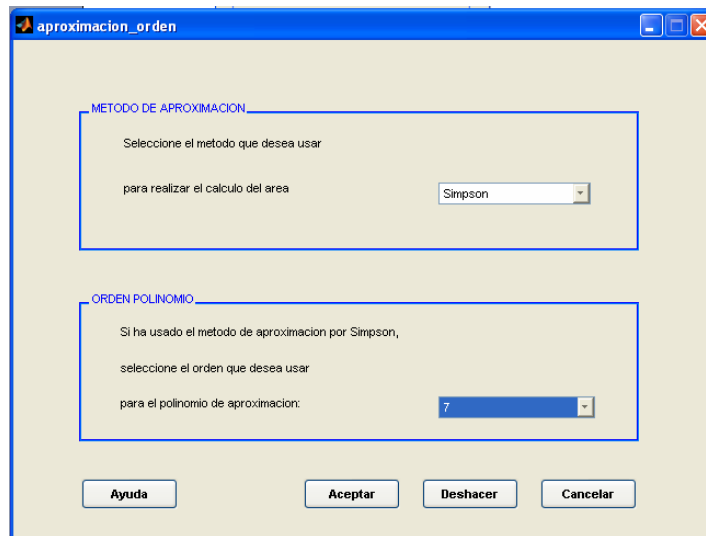 aproximacion_orden
METODO DE APROXIMACION
Seleccione el metodo que desea usar
para realizar el calculo del area
Simpson
ORDEN POLINOMIO
Si ha usado el metodo de aproximacion por Simpson,
seleccione el orden que desea usar
para el polinomio de aproximacion:
7
Ayuda
Aceptar
Deshacer
Cancelar